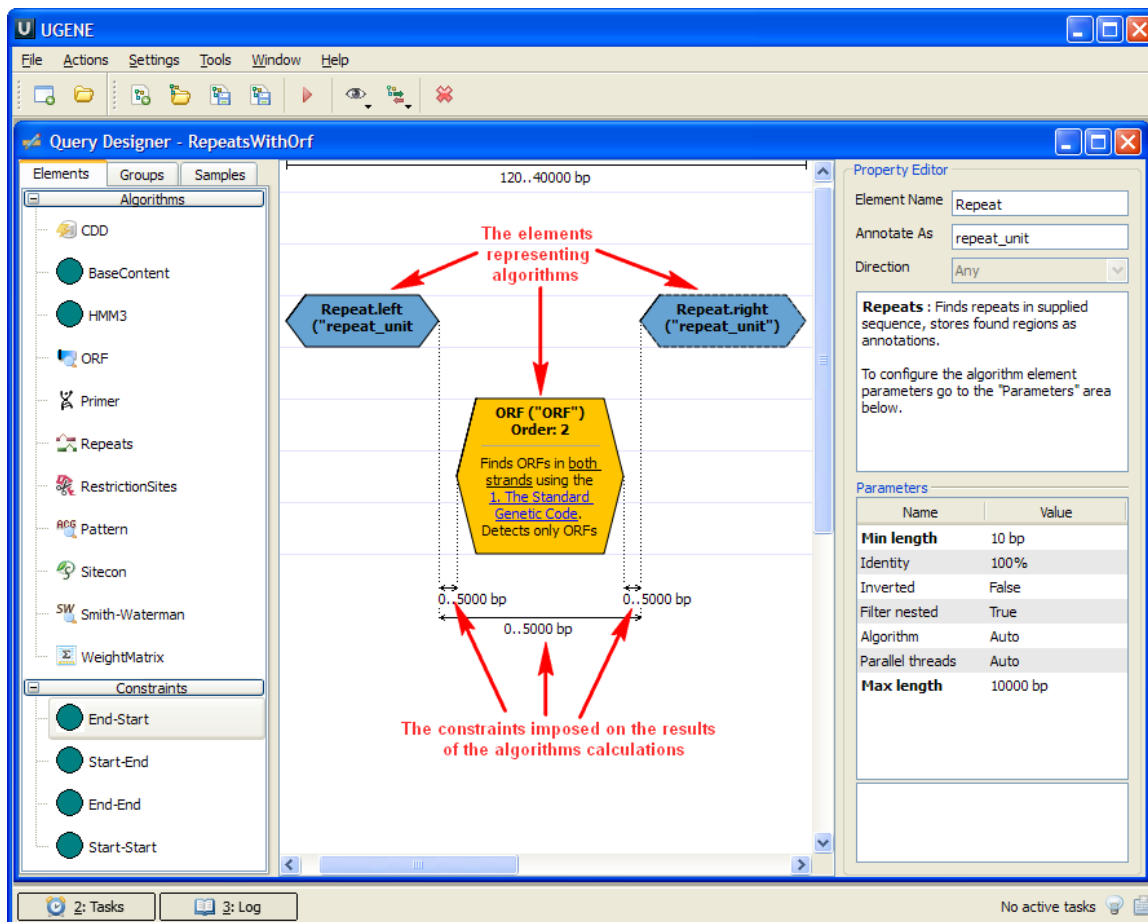 UGENE
File Actions Settings Tools Window Help
Query Designer - RepeatsWithOrf
Elements Groups Samples
Algorithms
CDD
BaseContent
HMM3
ORF
Primer
Repeats
RestrictionSites
ACG Pattern
Sitecon
SW Smith-Waterman
Σ WeightMatrix
Constraints
End-Start
Start-End
End-End
Start-Start
120..40000 bp
The elements
representing
algorithms
Repeat.left
("repeat_unit
Repeat.right
("repeat_unit")
ORF ("ORF")
Order: 2
Finds ORFs in both
strands using the
1. The Standard
Genetic Code.
Detects only ORFs
0..5000 bp 0..5000 bp
0..5000 bp
The constraints imposed on the results
of the algorithms calculations
Property Editor
Element Name Repeat
Annotate As repeat_unit
Direction Any
Repeats : Finds repeats in supplied
sequence, stores found regions as
annotations.
To configure the algorithm element
parameters go to the "Parameters" area
below.
Parameters
Name Value
Min length 10 bp
Identity 100%
Inverted False
Filter nested True
Algorithm Auto
Parallel threads Auto
Max length 10000 bp
2: Tasks 3: Log No active tasks